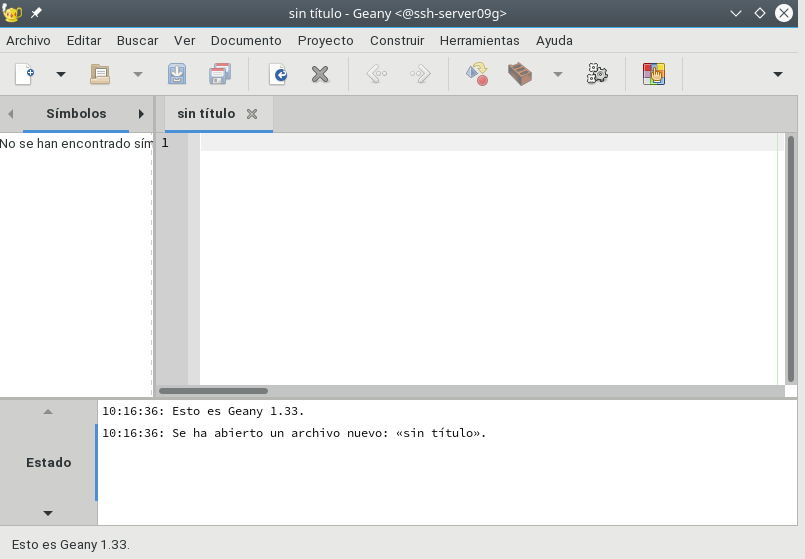 sin título - Geany <@ssh-server09g>
Archivo Editar Buscar Ver Documento Proyecto Construir Herramientas Ayuda
Símbolos
sin título
No se han encontrado sím
1
10:16:36: Esto es Geany 1.33.
10:16:36: Se ha abierto un archivo nuevo: «sin título».
Estado
Esto es Geany 1.33.